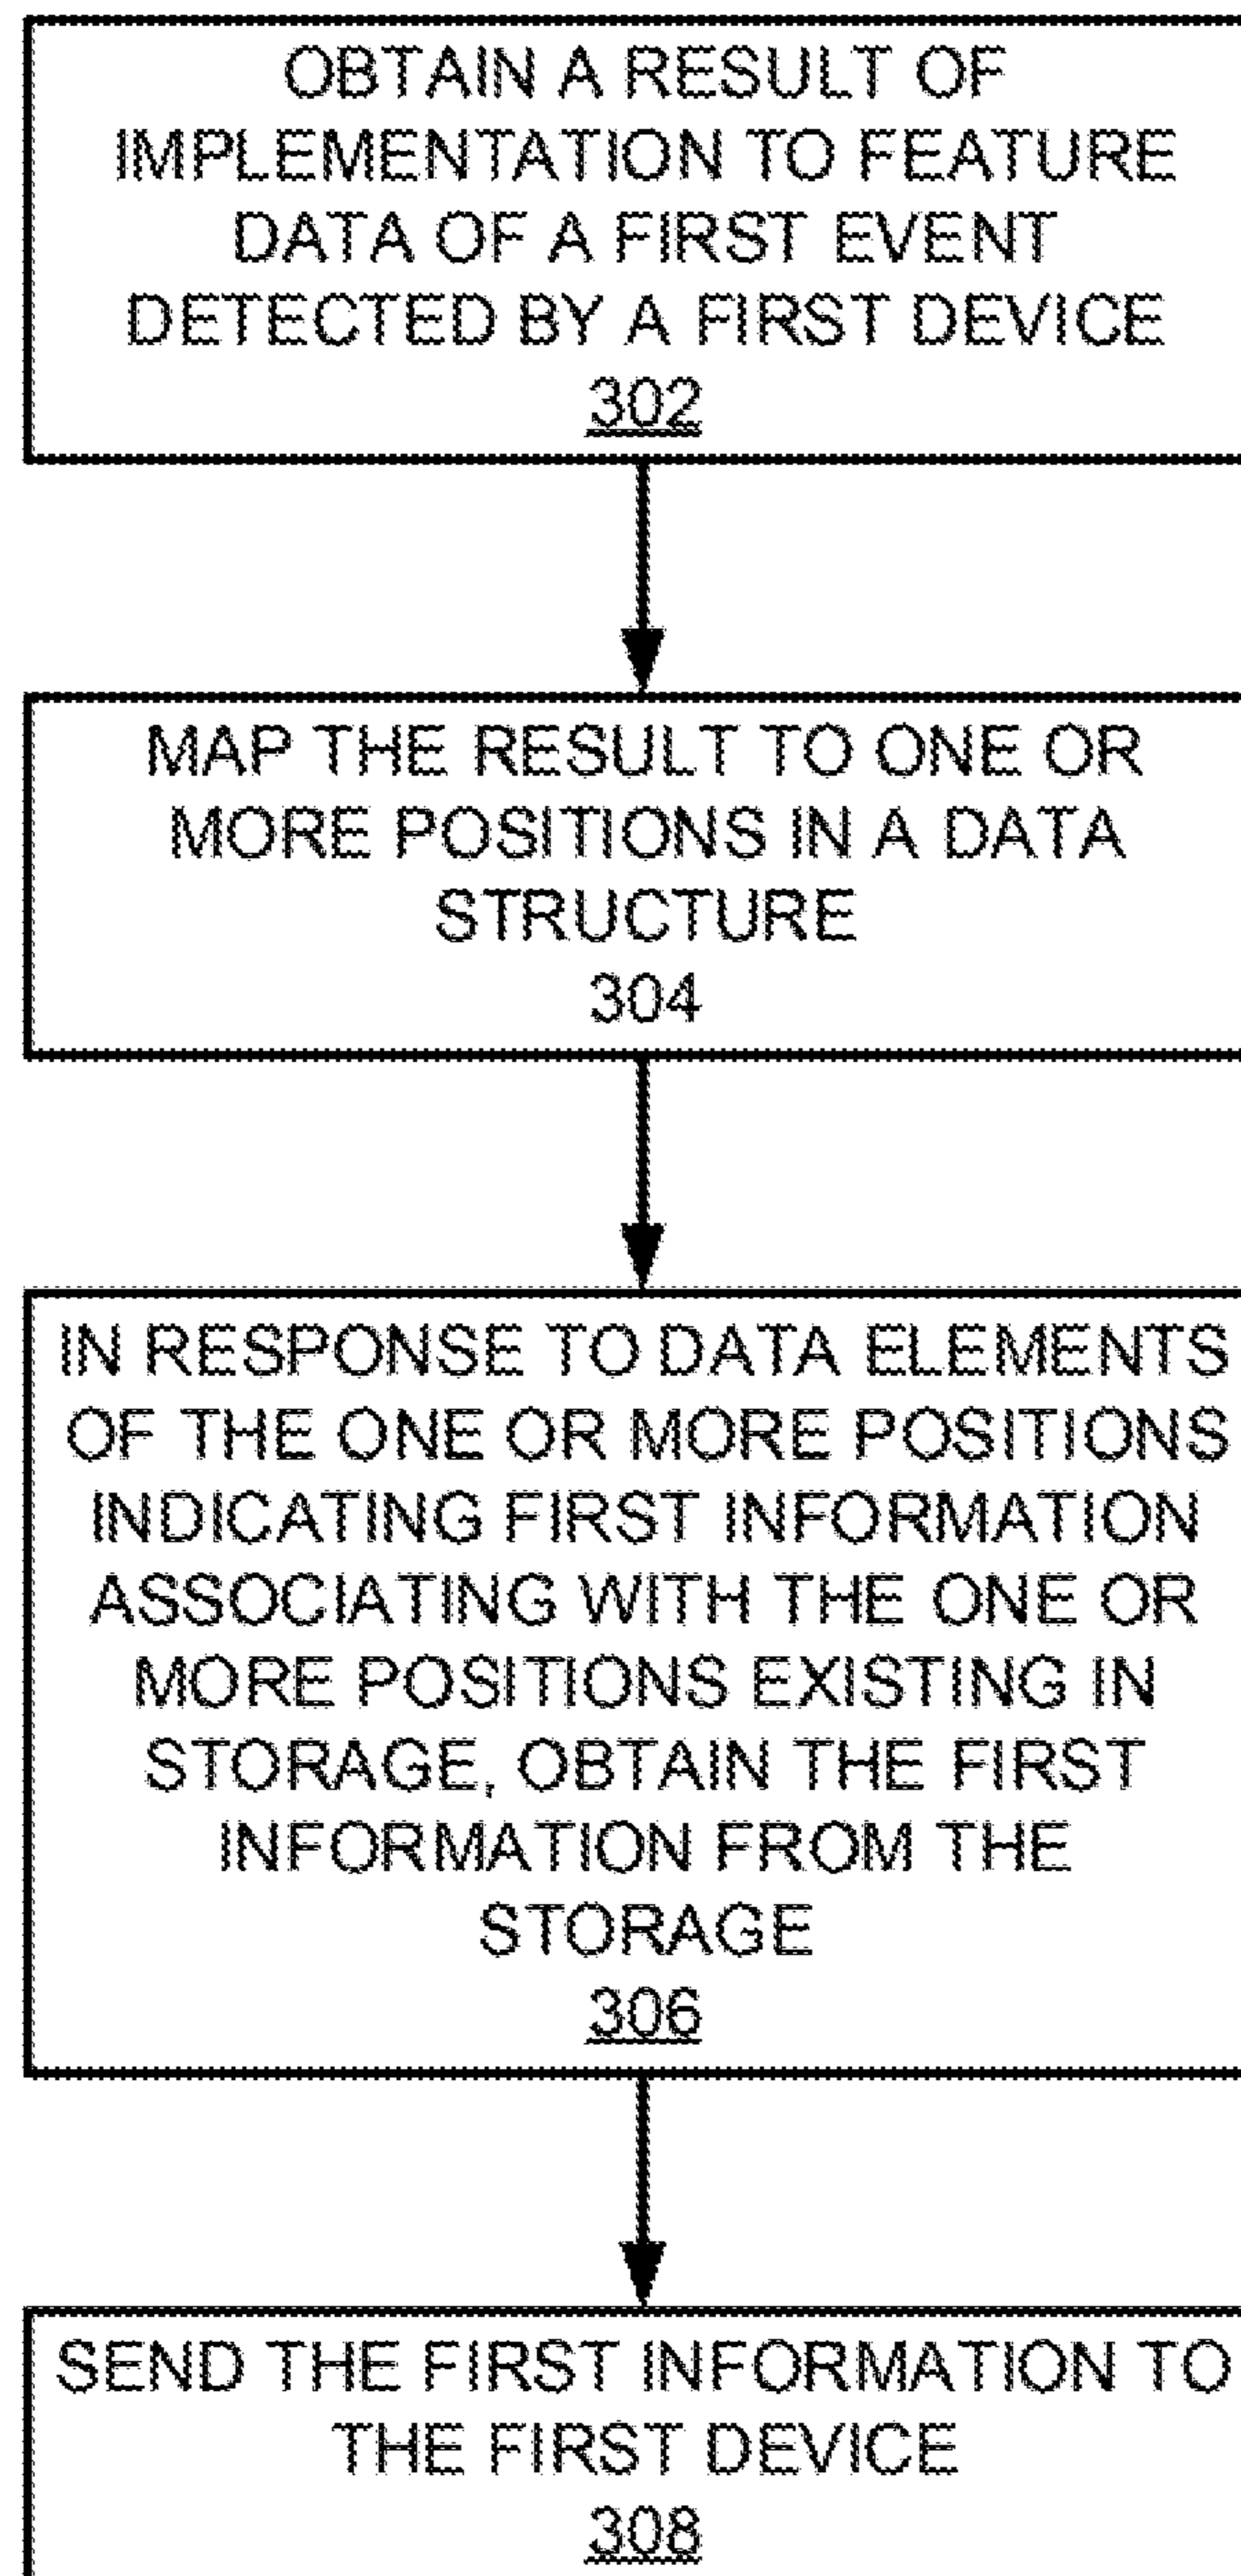 OBTAIN A RESULT OF
IMPLEMENTATION TO FEATURE
DATA OF A FIRST EVENT
DETECTED BY A FIRST DEVICE
302
MAP THE RESULT TO ONE OR
MORE POSITIONS IN A DATA
STRUCTURE
304
IN RESPONSE TO DATA ELEMENTS
OF THE ONE OR MORE POSITIONS
INDICATING FIRST INFORMATION
ASSOCIATING WITH THE ONE OR
MORE POSITIONS EXISTING IN
STORAGE, OBTAIN THE FIRST
INFORMATION FROM THE
STORAGE
306
SEND THE FIRST INFORMATION TO
THE FIRST DEVICE
308